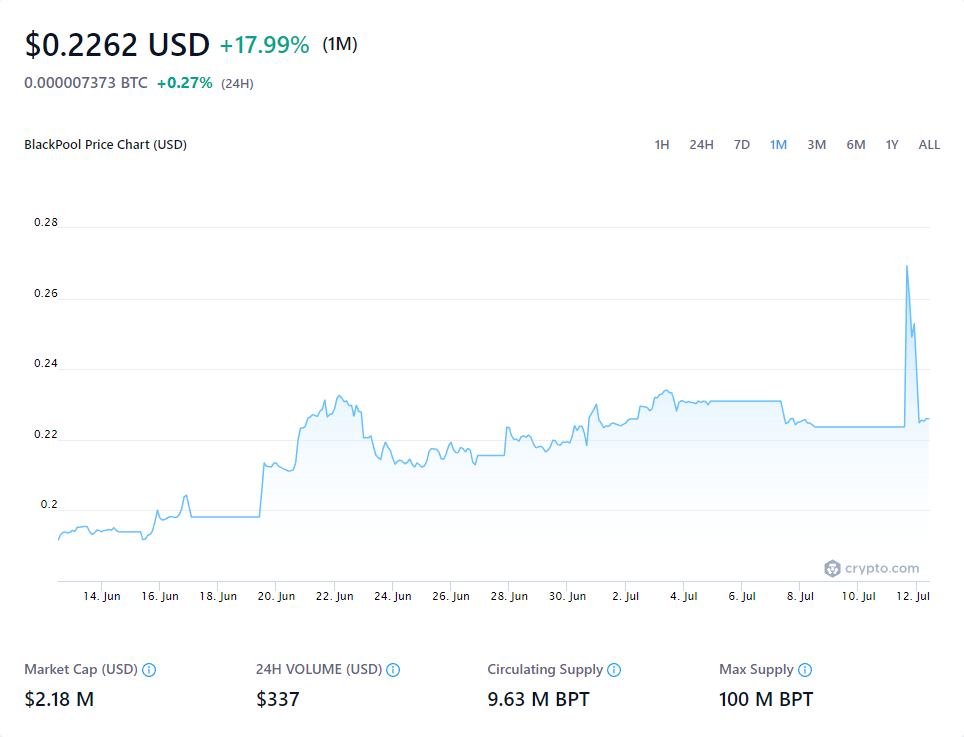 $0.2262 USD +17.99% (1M)
0.000007373 BTC +0.27% (24H)
BlackPool Price Chart (USD) 1H 24H 7D 1M 3M 6M 1Y ALL
0.28
0.26
0.24
0.22
0.2
crypto.com
14. Jun 16. Jun 18. Jun 20. Jun 22. Jun 24. Jun 26. Jun 28. Jun 30. Jun 2. Jul 4. Jul 6. Jul 8. Jul 10. Jul 12. Jul
Market Cap (USD) 24H VOLUME (USD) Circulating Supply Max Supply
$2.18 M $337 9.63 M BPT 100 M BPT